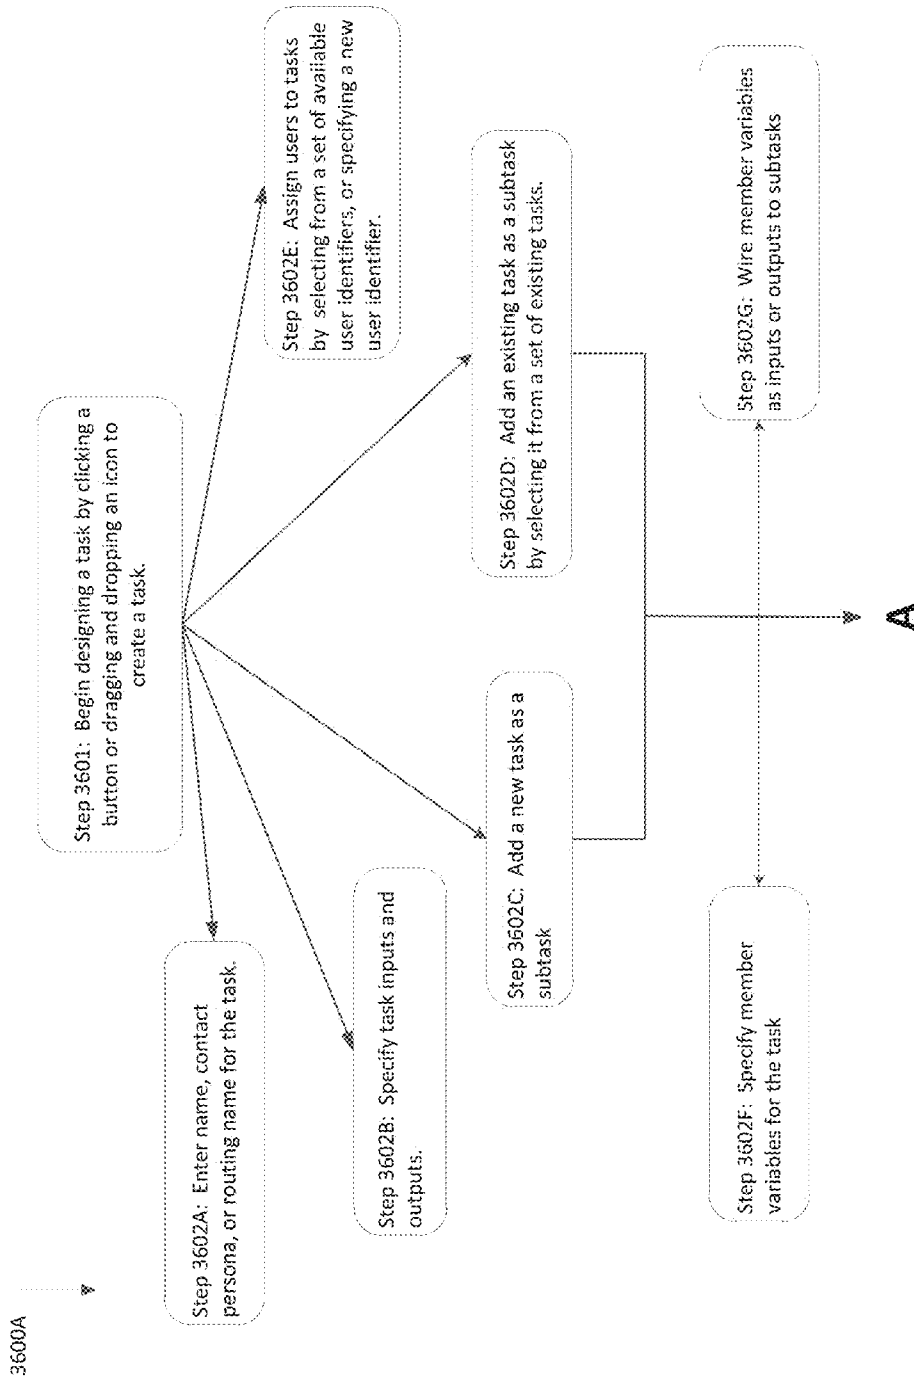 3600A
Step 3601: Begin designing a task by clicking a
button or dragging and dropping an icon to
create a task.
Step 3602A: Enter name, contact
persona, or routing name for the task.
Step 3602B: Specify task inputs and
outputs.
Step 3602C: Add a new task as a
subtask
Step 3602D: Add an existing task as a subtask
by selecting it from a set of existing tasks.
Step 3602E: Assign users to tasks
by selecting from a set of available
user identifiers, or specifying a new
user identifier.
Step 3602F: Specify member
variables for the task
Step 3602G: Wire member variables
as inputs or outputs to subtasks
A